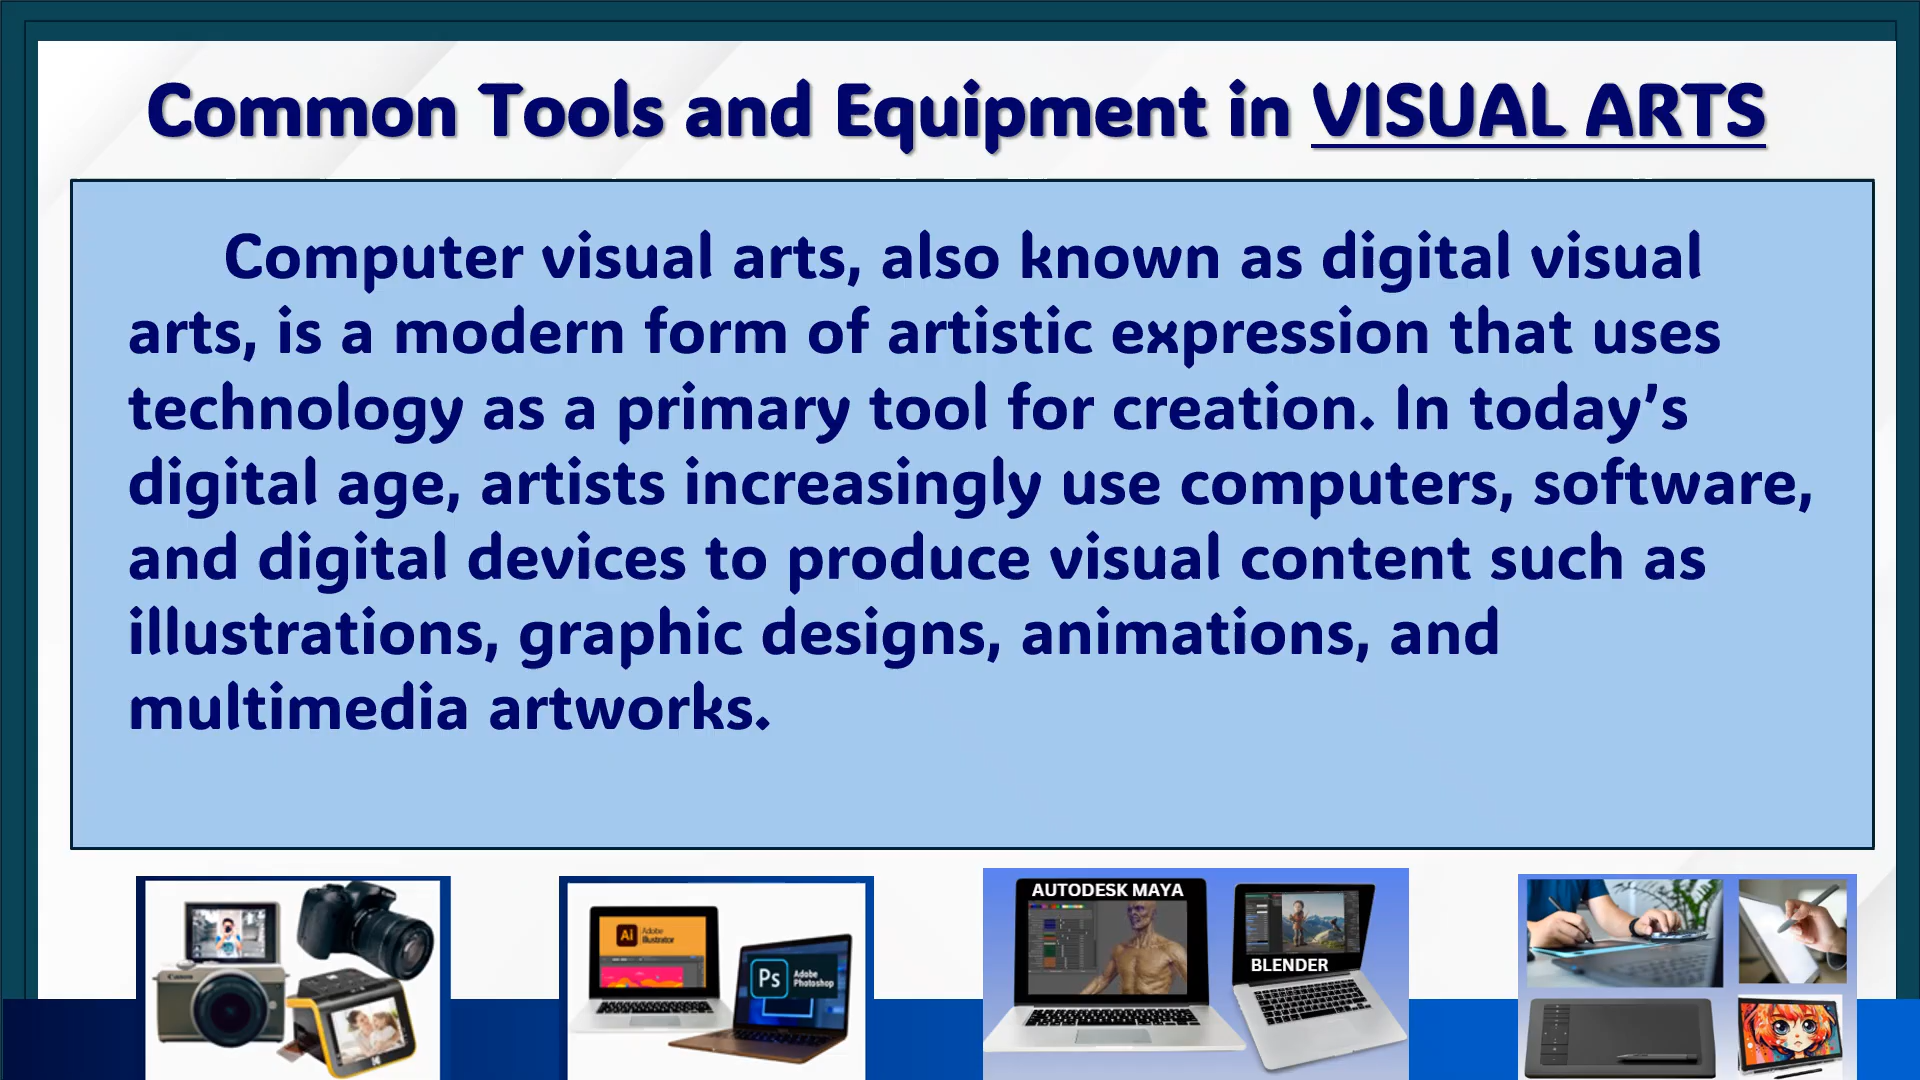 Common Tools and Equipment in VISUAL ARTS
Computer visual arts, also known as digital visual
arts, is a modern form of artistic expression that uses
technology as a primary tool for creation. In today’s
digital age, artists increasingly use computers, software,
and digital devices to produce visual content such as
illustrations, graphic designs, animations, and
multimedia artworks.
Canon
Ai
Adobe
Illustrator
Ps
Adobe
Photoshop
AUTODESK MAYA
BLENDER